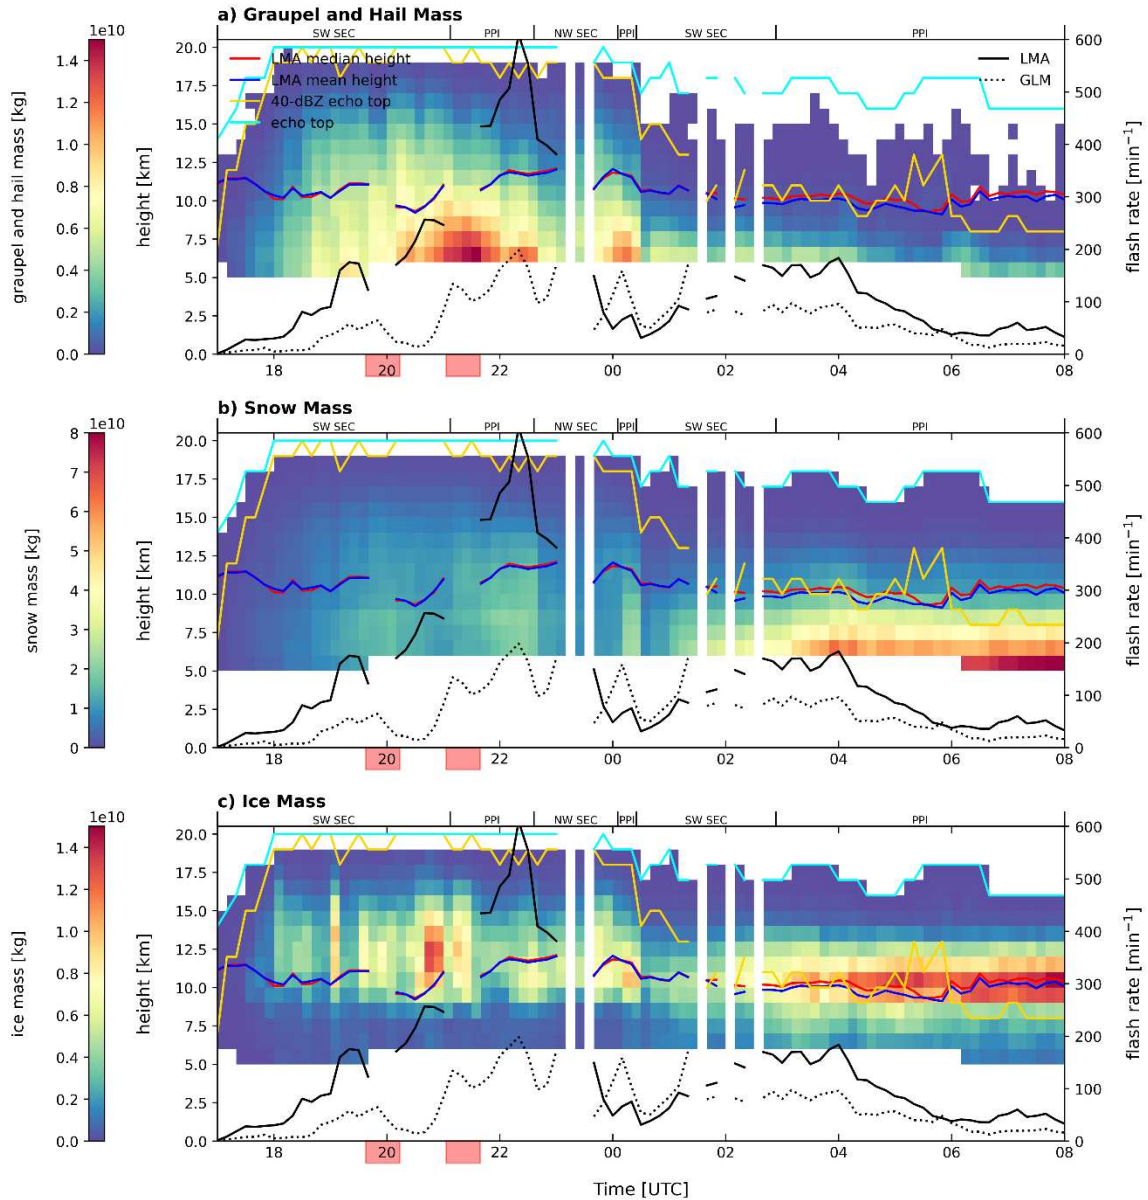 a) Graupel and Hail Mass
1e10
SW SEC PPI NW SEC PPI SW SEC PPI
LMA median height
LMA mean height
40-dBZ echo top
echo top
LMA
GLM
graupel and hail mass [kg]
1.4
1.2
1.0
0.8
0.6
0.4
0.2
0.0
height [km]
20.0
17.5
15.0
12.5
10.0
7.5
5.0
2.5
0.0
600
500
400
300
200
100
0
flash rate [min⁻¹]
18 20 22 00 02 04 06 08
b) Snow Mass
1e10
SW SEC PPI NW SEC PPI SW SEC PPI
snow mass [kg]
8
7
6
5
4
3
2
1
0
height [km]
20.0
17.5
15.0
12.5
10.0
7.5
5.0
2.5
0.0
600
500
400
300
200
100
0
flash rate [min⁻¹]
18 20 22 00 02 04 06 08
c) Ice Mass
1e10
SW SEC PPI NW SEC PPI SW SEC PPI
ice mass [kg]
1.4
1.2
1.0
0.8
0.6
0.4
0.2
0.0
height [km]
20.0
17.5
15.0
12.5
10.0
7.5
5.0
2.5
0.0
600
500
400
300
200
100
0
flash rate [min⁻¹]
18 20 22 00 02 04 06 08
Time [UTC]